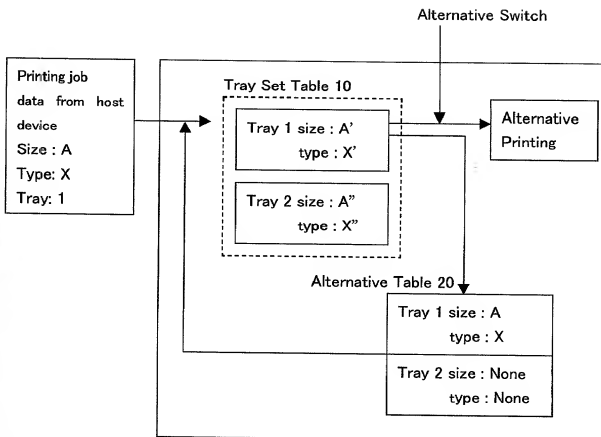 Alternative Switch
Printing job
data from host
device
Size : A
Type: X
Tray: 1
Tray Set Table 10
Tray 1 size : A'
type : X'
Tray 2 size : A"
type : X"
Alternative
Printing
Alternative Table 20
Tray 1 size : A
type : X
Tray 2 size : None
type : None